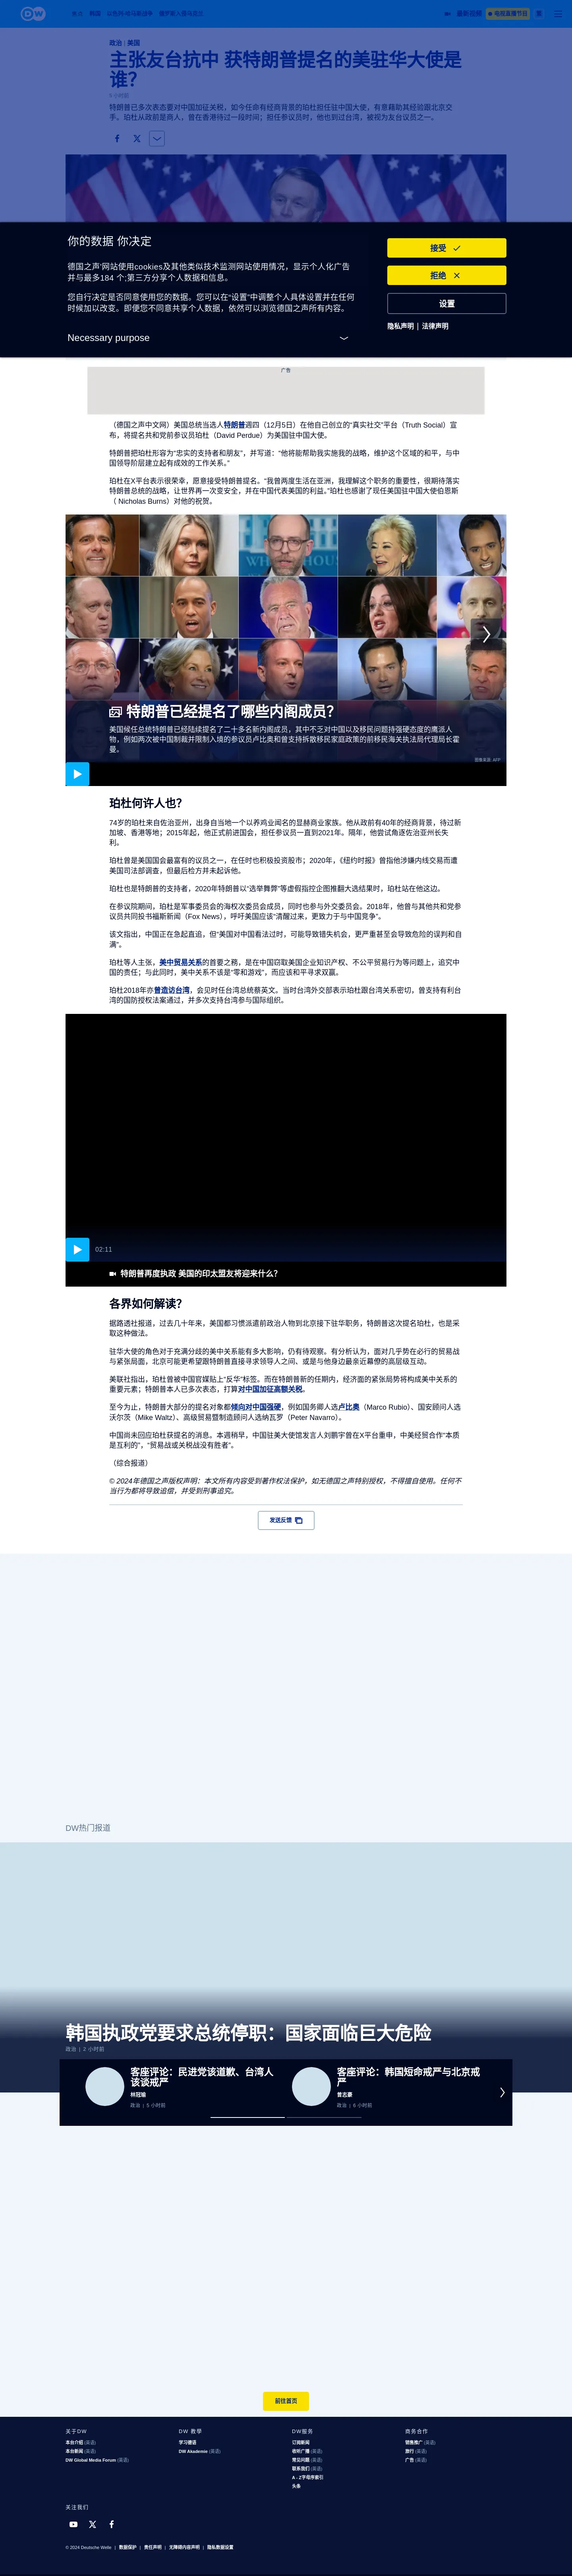 DW
韩国
以色列-哈马斯战争
俄罗斯入侵乌克兰
最新视频
电视直播节目
繁
政治 | 美国
主张友台抗中 获特朗普提名的美驻华大使是
谁？
特朗普已多次表态要对中国加征关税，如今任命有经商背景的珀杜担任驻中国大使，有意藉助其经验跟北京交
手。珀杜从政前是商人，曾在香港待过一段时间；担任参议员时，他也到过台湾，被视为友台议员之一。
你的数据 你决定
德国之声'网站使用cookies及其他类似技术监测网站使用情况，显示个人化广告
并与最多184 个;第三方分享个人数据和信息。
您自行决定是否同意使用您的数据。您可以在“设置”中调整个人具体设置并在任何
时候加以改变。即便您不同意共享个人数据，依然可以浏览德国之声所有内容。
Necessary purpose
接受
拒绝
设置
隐私声明 | 法律声明
广告
（德国之声中文网）美国总统当选人特朗普週四（12月5日）在他自己创立的“真实社交”平台（Truth Social）宣
布，将提名共和党前参议员珀杜（David Perdue）为美国驻中国大使。
特朗普把珀杜形容为“忠实的支持者和朋友”，并写道：“他将能帮助我实施我的战略，维护这个区域的和平，与中
国领导阶层建立起有成效的工作关系。”
珀杜在X平台表示很荣幸，愿意接受特朗普提名。“我曾两度生活在亚洲，我理解这个职务的重要性，很期待落实
特朗普总统的战略，让世界再一次变安全，并在中国代表美国的利益。”珀杜也感谢了现任美国驻中国大使伯恩斯
（ Nicholas Burns）对他的祝贺。
特朗普已经提名了哪些内阁成员？
美国候任总统特朗普已经陆续提名了二十多名新内阁成员，其中不乏对中国以及移民问题持强硬态度的鹰派人
物，例如两次被中国制裁并限制入境的参议员卢比奥和曾支持拆散移民家庭政策的前移民海关执法局代理局长霍
曼。
图像来源: AFP
珀杜何许人也？
74岁的珀杜来自佐治亚州，出身自当地一个以养鸡业闻名的显赫商业家族。他从政前有40年的经商背景，待过新
加坡、香港等地；2015年起，他正式前进国会，担任参议员一直到2021年。隔年，他尝试角逐佐治亚州长失
利。
珀杜曾是美国国会最富有的议员之一，在任时也积极投资股市；2020年，《纽约时报》曾指他涉嫌内线交易而遭
美国司法部调查，但最后检方并未起诉他。
珀杜也是特朗普的支持者，2020年特朗普以“选举舞弊”等虚假指控企图推翻大选结果时，珀杜站在他这边。
在参议院期间，珀杜是军事委员会的海权次委员会成员，同时也参与外交委员会。2018年，他曾与其他共和党参
议员共同投书福斯新闻（Fox News），呼吁美国应该“清醒过来，更致力于与中国竞争”。
该文指出，中国正在急起直追，但“美国对中国看法过时，可能导致错失机会，更严重甚至会导致危险的误判和自
满”。
珀杜等人主张，美中贸易关系的首要之務，是在中国窃取美国企业知识产权、不公平贸易行为等问题上，追究中
国的责任；与此同时，美中关系不该是“零和游戏”，而应该和平寻求双赢。
珀杜2018年亦曾造访台湾，会见时任台湾总统蔡英文。当时台湾外交部表示珀杜跟台湾关系密切，曾支持有利台
湾的国防授权法案通过，并多次支持台湾参与国际组织。
02:11
特朗普再度执政 美国的印太盟友将迎来什么？
各界如何解读？
据路透社报道，过去几十年来，美国都习惯派遣前政治人物到北京接下驻华职务，特朗普这次提名珀杜，也是采
取这种做法。
驻华大使的角色对于充满分歧的美中关系能有多大影响，仍有待观察。有分析认为，面对几乎势在必行的贸易战
与紧张局面，北京可能更希望跟特朗普直接寻求领导人之间、或是与他身边最亲近幕僚的高层级互动。
美联社指出，珀杜曾被中国官媒贴上“反华”标签。而在特朗普新的任期内，经济面的紧张局势将构成美中关系的
重要元素；特朗普本人已多次表态，打算对中国加征高额关税。
至今为止，特朗普大部分的提名对象都倾向对中国强硬，例如国务卿人选卢比奥（Marco Rubio）、国安顾问人选
沃尔茨（Mike Waltz）、高级贸易暨制造顾问人选纳瓦罗（Peter Navarro）。
中国尚未回应珀杜获提名的消息。本週稍早，中国驻美大使馆发言人刘鹏宇曾在X平台重申，中美经贸合作“本质
是互利的”，“贸易战或关税战没有胜者”。
（综合报道）
© 2024年德国之声版权声明：本文所有内容受到著作权法保护，如无德国之声特别授权，不得擅自使用。任何不
当行为都将导致追偿，并受到刑事追究。
发送反馈
DW热门报道
韩国执政党要求总统停职：国家面临巨大危险
政治 | 2 小时前
客座评论：民进党该道歉、台湾人
该谈戒严
林冠瑜
政治 | 5 小时前
客座评论：韩国短命戒严与北京戒
严
曾志豪
政治 | 6 小时前
前往首页
关于DW
本台介绍 (英语)
本台新闻 (英语)
DW Global Media Forum (英语)
DW 教學
学习德语
DW Akademie (英语)
DW服务
订阅新闻
收听广播 (英语)
常见问题 (英语)
联系我们 (英语)
A - Z字母序索引
头条
商务合作
销售推广 (英语)
旅行 (英语)
广告 (英语)
关注我们
© 2024 Deutsche Welle | 数据保护 | 责任声明 | 无障碍内容声明 | 隐私数据设置